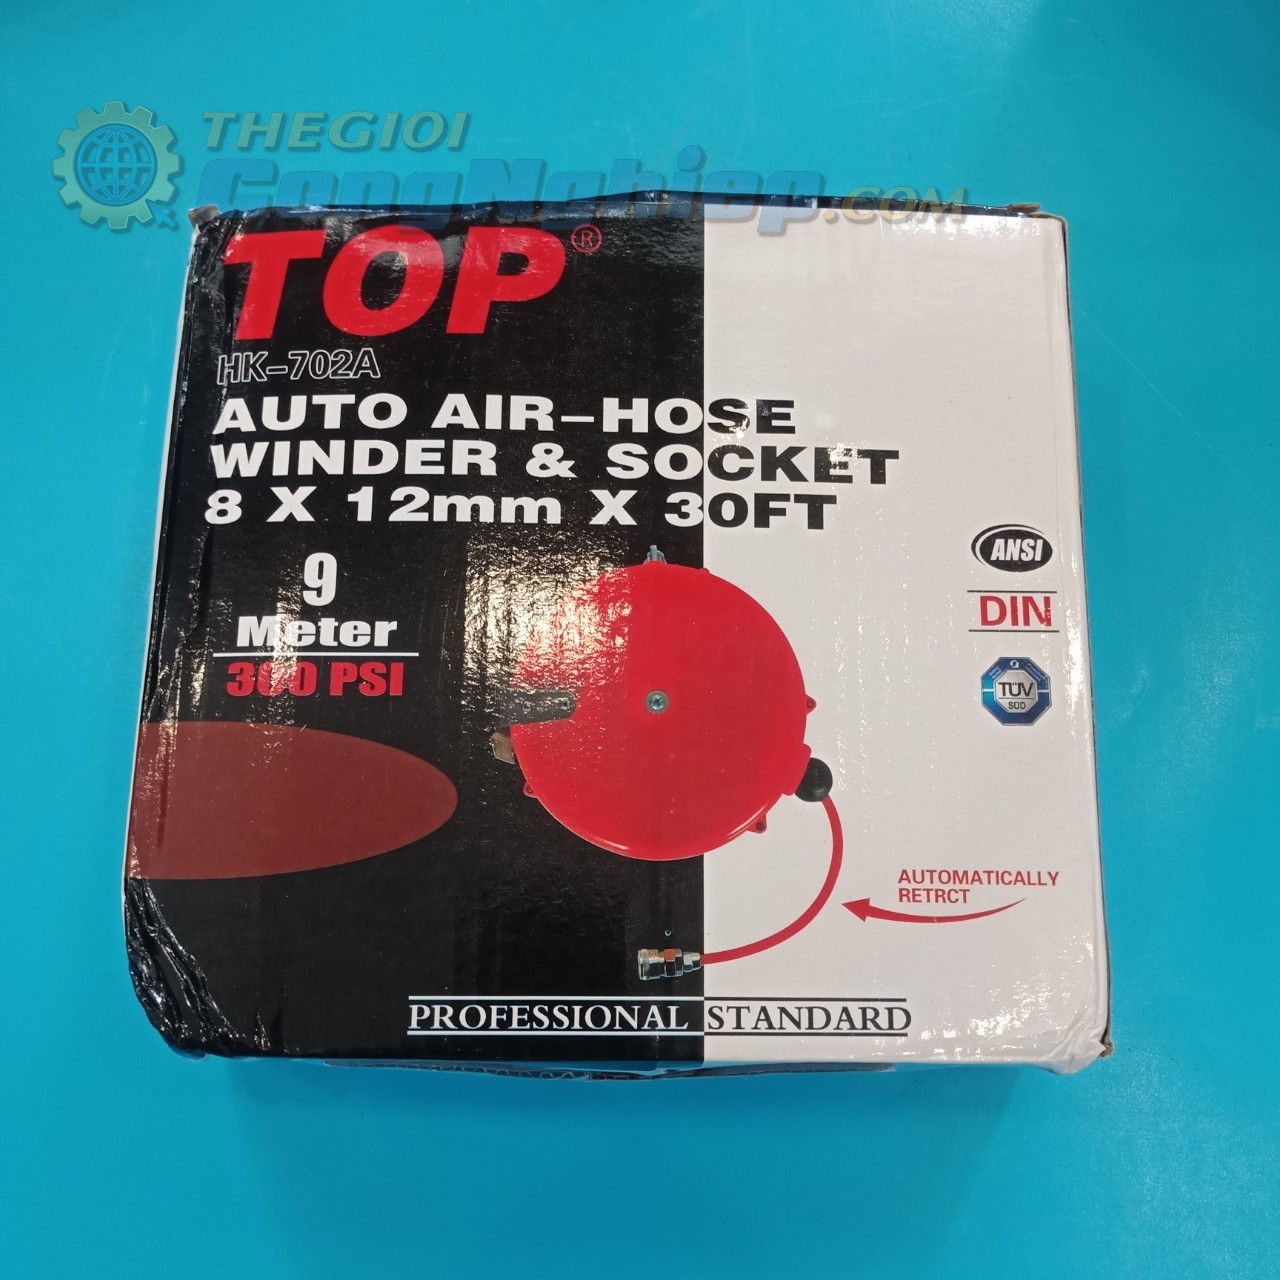 THEGIOI
CongNghiep.COM
TOP®
HK-702A
AUTO AIR-HOSE
WINDER & SOCKET
8 X 12mm X 30FT
9
Meter
300 PSI
ANSI
DIN
TÜV
SÜD
AUTOMATICALLY
RETRCT
PROFESSIONAL STANDARD